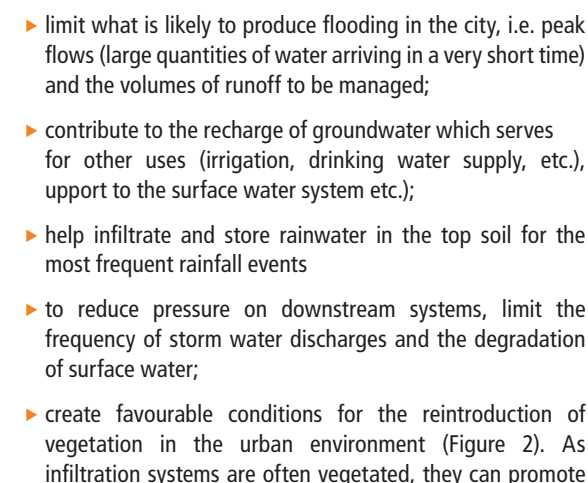 ▶ limit what is likely to produce flooding in the city, i.e. peak
flows (large quantities of water arriving in a very short time)
and the volumes of runoff to be managed;
▶ contribute to the recharge of groundwater which serves
for other uses (irrigation, drinking water supply, etc.),
upport to the surface water system etc.);
▶ help infiltrate and store rainwater in the top soil for the
most frequent rainfall events
▶ to reduce pressure on downstream systems, limit the
frequency of storm water discharges and the degradation
of surface water;
▶ create favourable conditions for the reintroduction of
vegetation in the urban environment (Figure 2). As
infiltration systems are often vegetated, they can promote